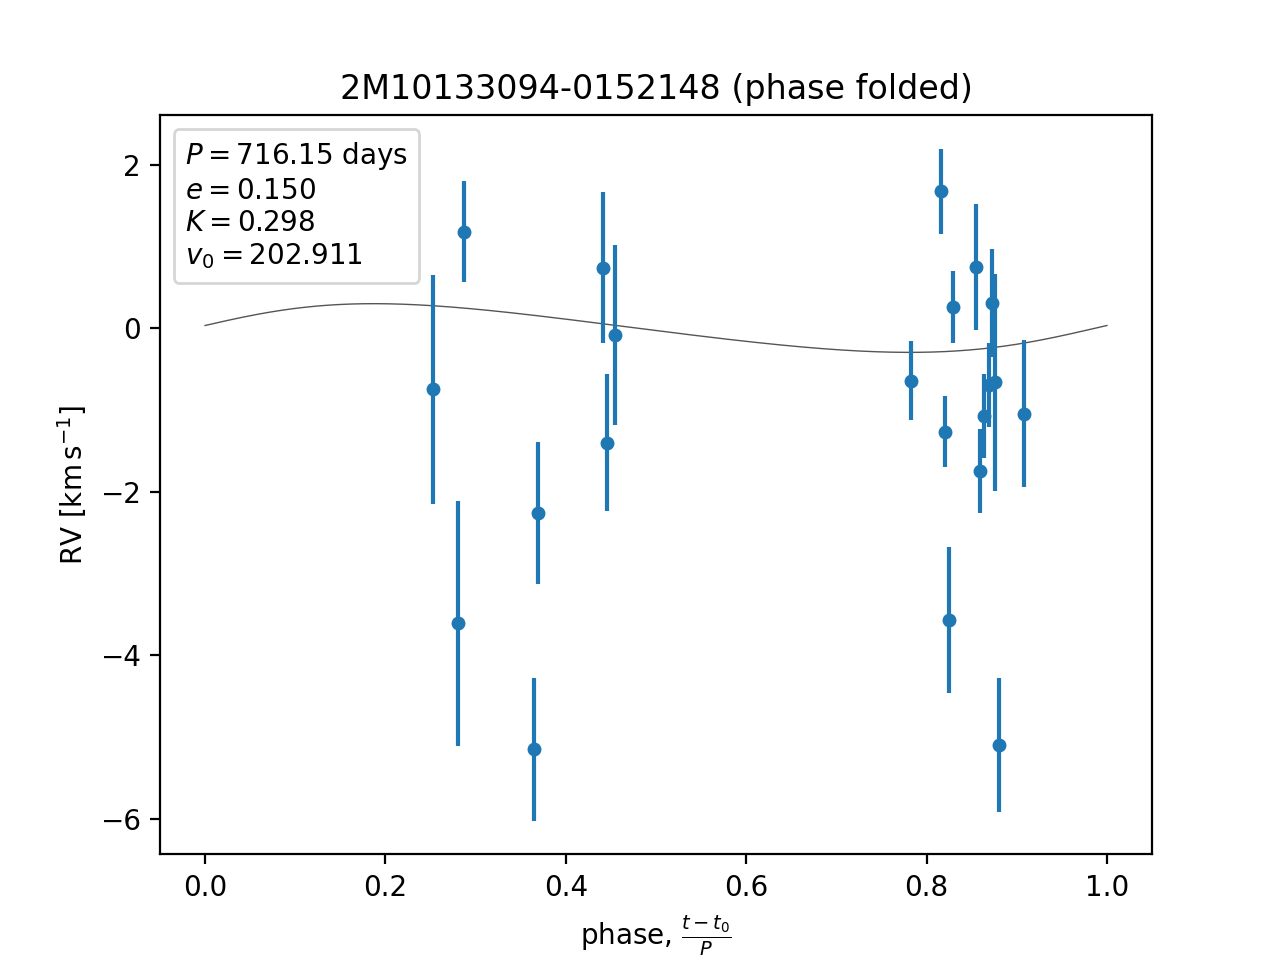 2M10133094-0152148 (phase folded)
P = 716.15 days
e = 0.150
K = 0.298
v₀ = 202.911
2
0
−2
−4
−6
RV [km s⁻¹]
0.0 0.2 0.4 0.6 0.8 1.0
phase, (t − t₀)/P